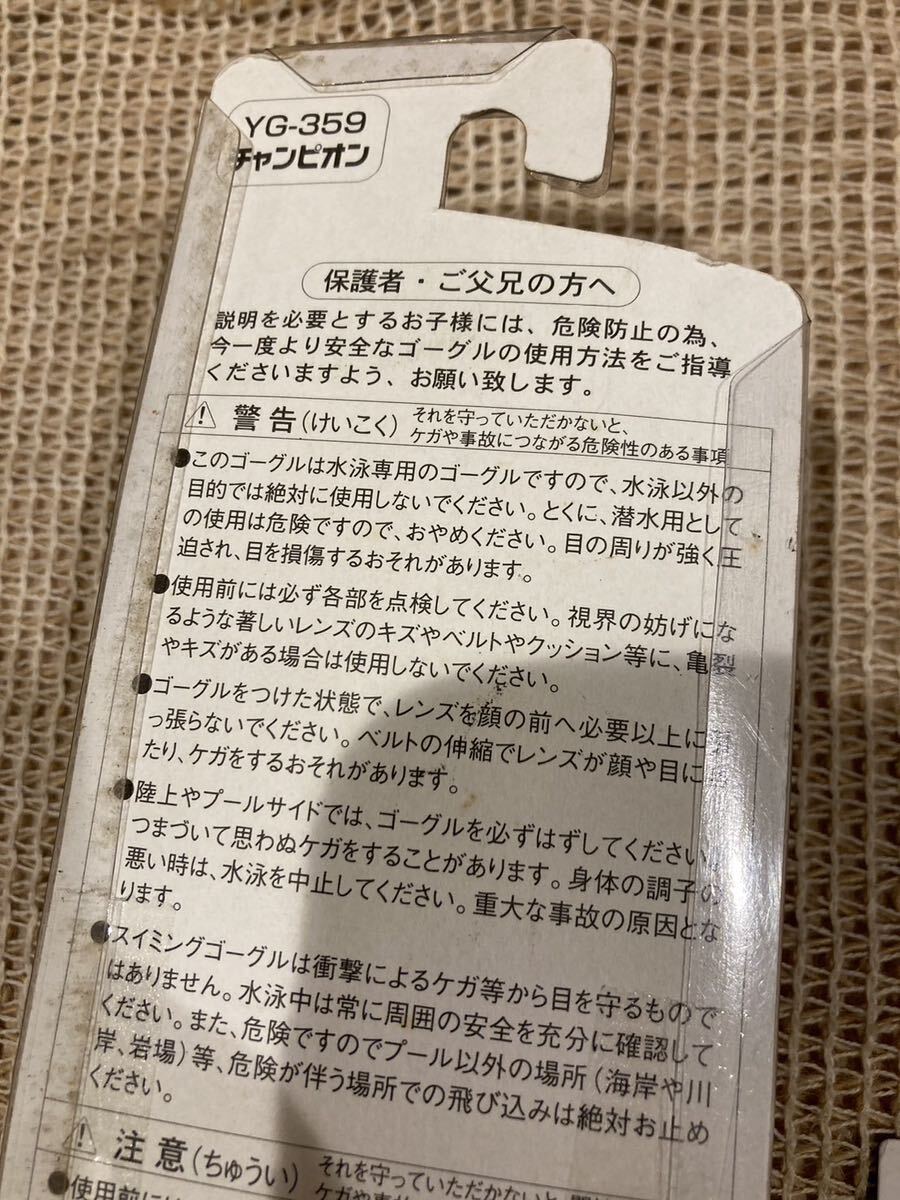 YG-359
チャンピオン
保護者・ご父兄の方へ
説明を必要とするお子様には、危険防止の為、
今一度より安全なゴーグルの使用方法をご指導
くださいますよう、お願い致します。
警告(けいこく) それを守っていただかないと、
ケガや事故につながる危険性のある事項
●このゴーグルは水泳専用のゴーグルですので、水泳以外の
目的では絶対に使用しないでください。とくに、潜水用として
の使用は危険ですので、おやめください。目の周りが強く圧
迫され、目を損傷するおそれがあります。
●使用前には必ず各部を点検してください。視界の妨げにな
るような著しいレンズのキズやベルトやクッション等に、亀裂
やキズがある場合は使用しないでください。
●ゴーグルをつけた状態で、レンズを顔の前へ必要以上に
っ張らないでください。ベルトの伸縮でレンズが顔や目に
たり、ケガをするおそれがあります。
●陸上やプールサイドでは、ゴーグルを必ずはずしてください。
つまづいて思わぬケガをすることがあります。身体の調子の
悪い時は、水泳を中止してください。重大な事故の原因とな
ります。
●スイミングゴーグルは衝撃によるケガ等から目を守るもので
はありません。水泳中は常に周囲の安全を充分に確認して
ください。また、危険ですのでプール以外の場所(海岸や川
岸、岩場)等、危険が伴う場所での飛び込みは絶対お止め
ください。
注意(ちゅうい) それを守っていただかないと、
ケガや事故
●使用前には